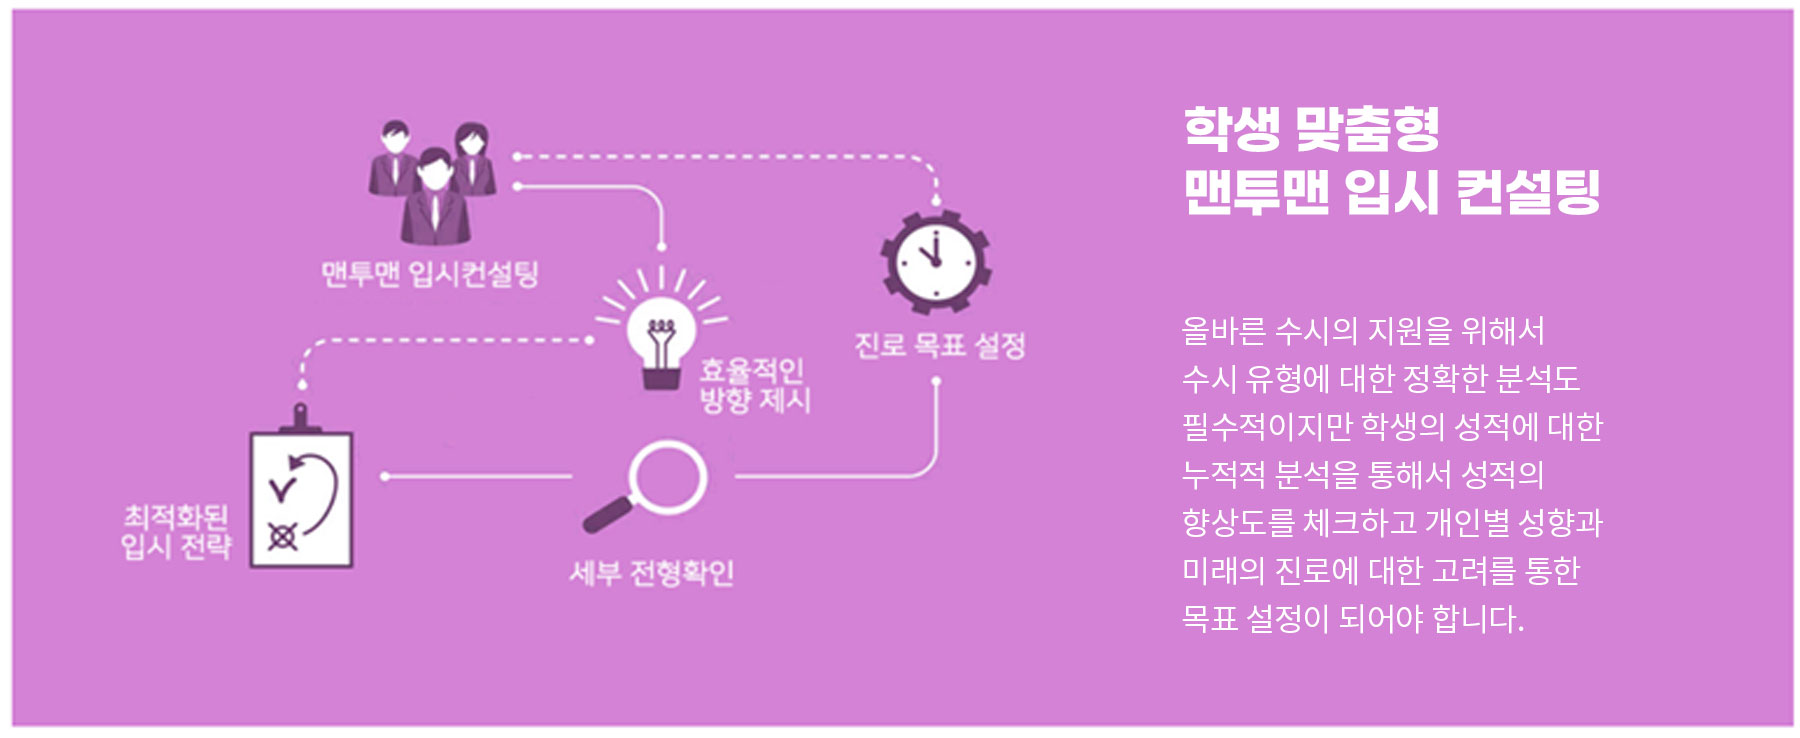 학생 맞춤형
맨투맨 입시 컨설팅
맨투맨 입시컨설팅
진로 목표 설정
효율적인
방향 제시
최적화된
입시 전략
세부 전형확인
올바른 수시의 지원을 위해서
수시 유형에 대한 정확한 분석도
필수적이지만 학생의 성적에 대한
누적적 분석을 통해서 성적의
향상도를 체크하고 개인별 성향과
미래의 진로에 대한 고려를 통한
목표 설정이 되어야 합니다.